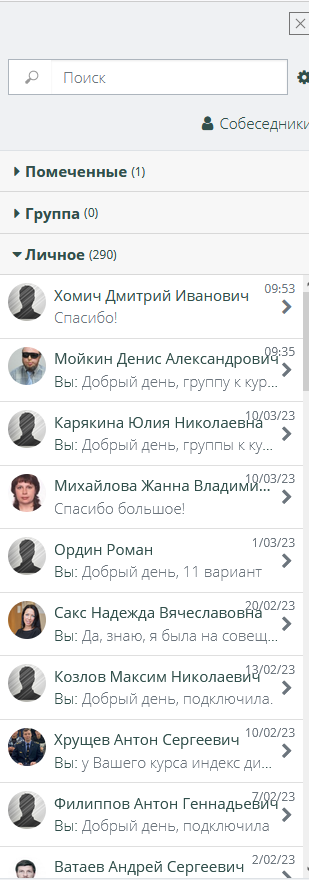 Поиск
Собеседники
Помеченные (1)
Группа (0)
Личное (290)
09:53
Хомич Дмитрий Иванович
Спасибо!
09:35
Мойкин Денис Александрович
Вы: Добрый день, группу к кур...
10/03/23
Карякина Юлия Николаевна
Вы: Добрый день, группы к ку...
10/03/23
Михайлова Жанна Владими...
Спасибо большое!
1/03/23
Ордин Роман
Вы: Добрый день, 11 вариант
20/02/23
Сакс Надежда Вячеславовна
Вы: Да, знаю, я была на совещ...
13/02/23
Козлов Максим Николаевич
Вы: Добрый день, подключила.
10/02/23
Хрущев Антон Сергеевич
Вы: у Вашего курса индекс ди...
7/02/23
Филиппов Антон Геннадьевич
Вы: Добрый день, подключила
2/02/23
Ватаев Андрей Сергеевич